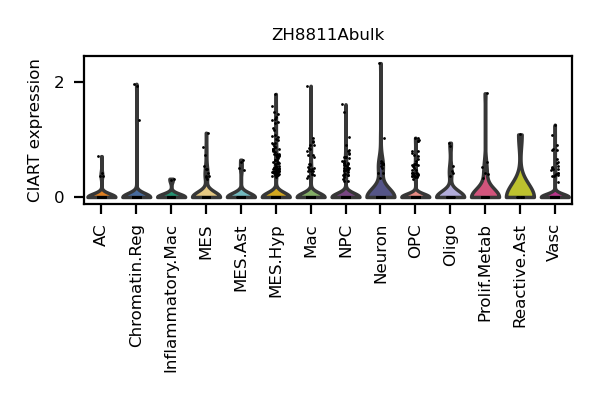 ZH8811Abulk
CIART expression
2
0
AC
Chromatin.Reg
Inflammatory.Mac
MES
MES.Ast
MES.Hyp
Mac
NPC
Neuron
OPC
Oligo
Prolif.Metab
Reactive.Ast
Vasc